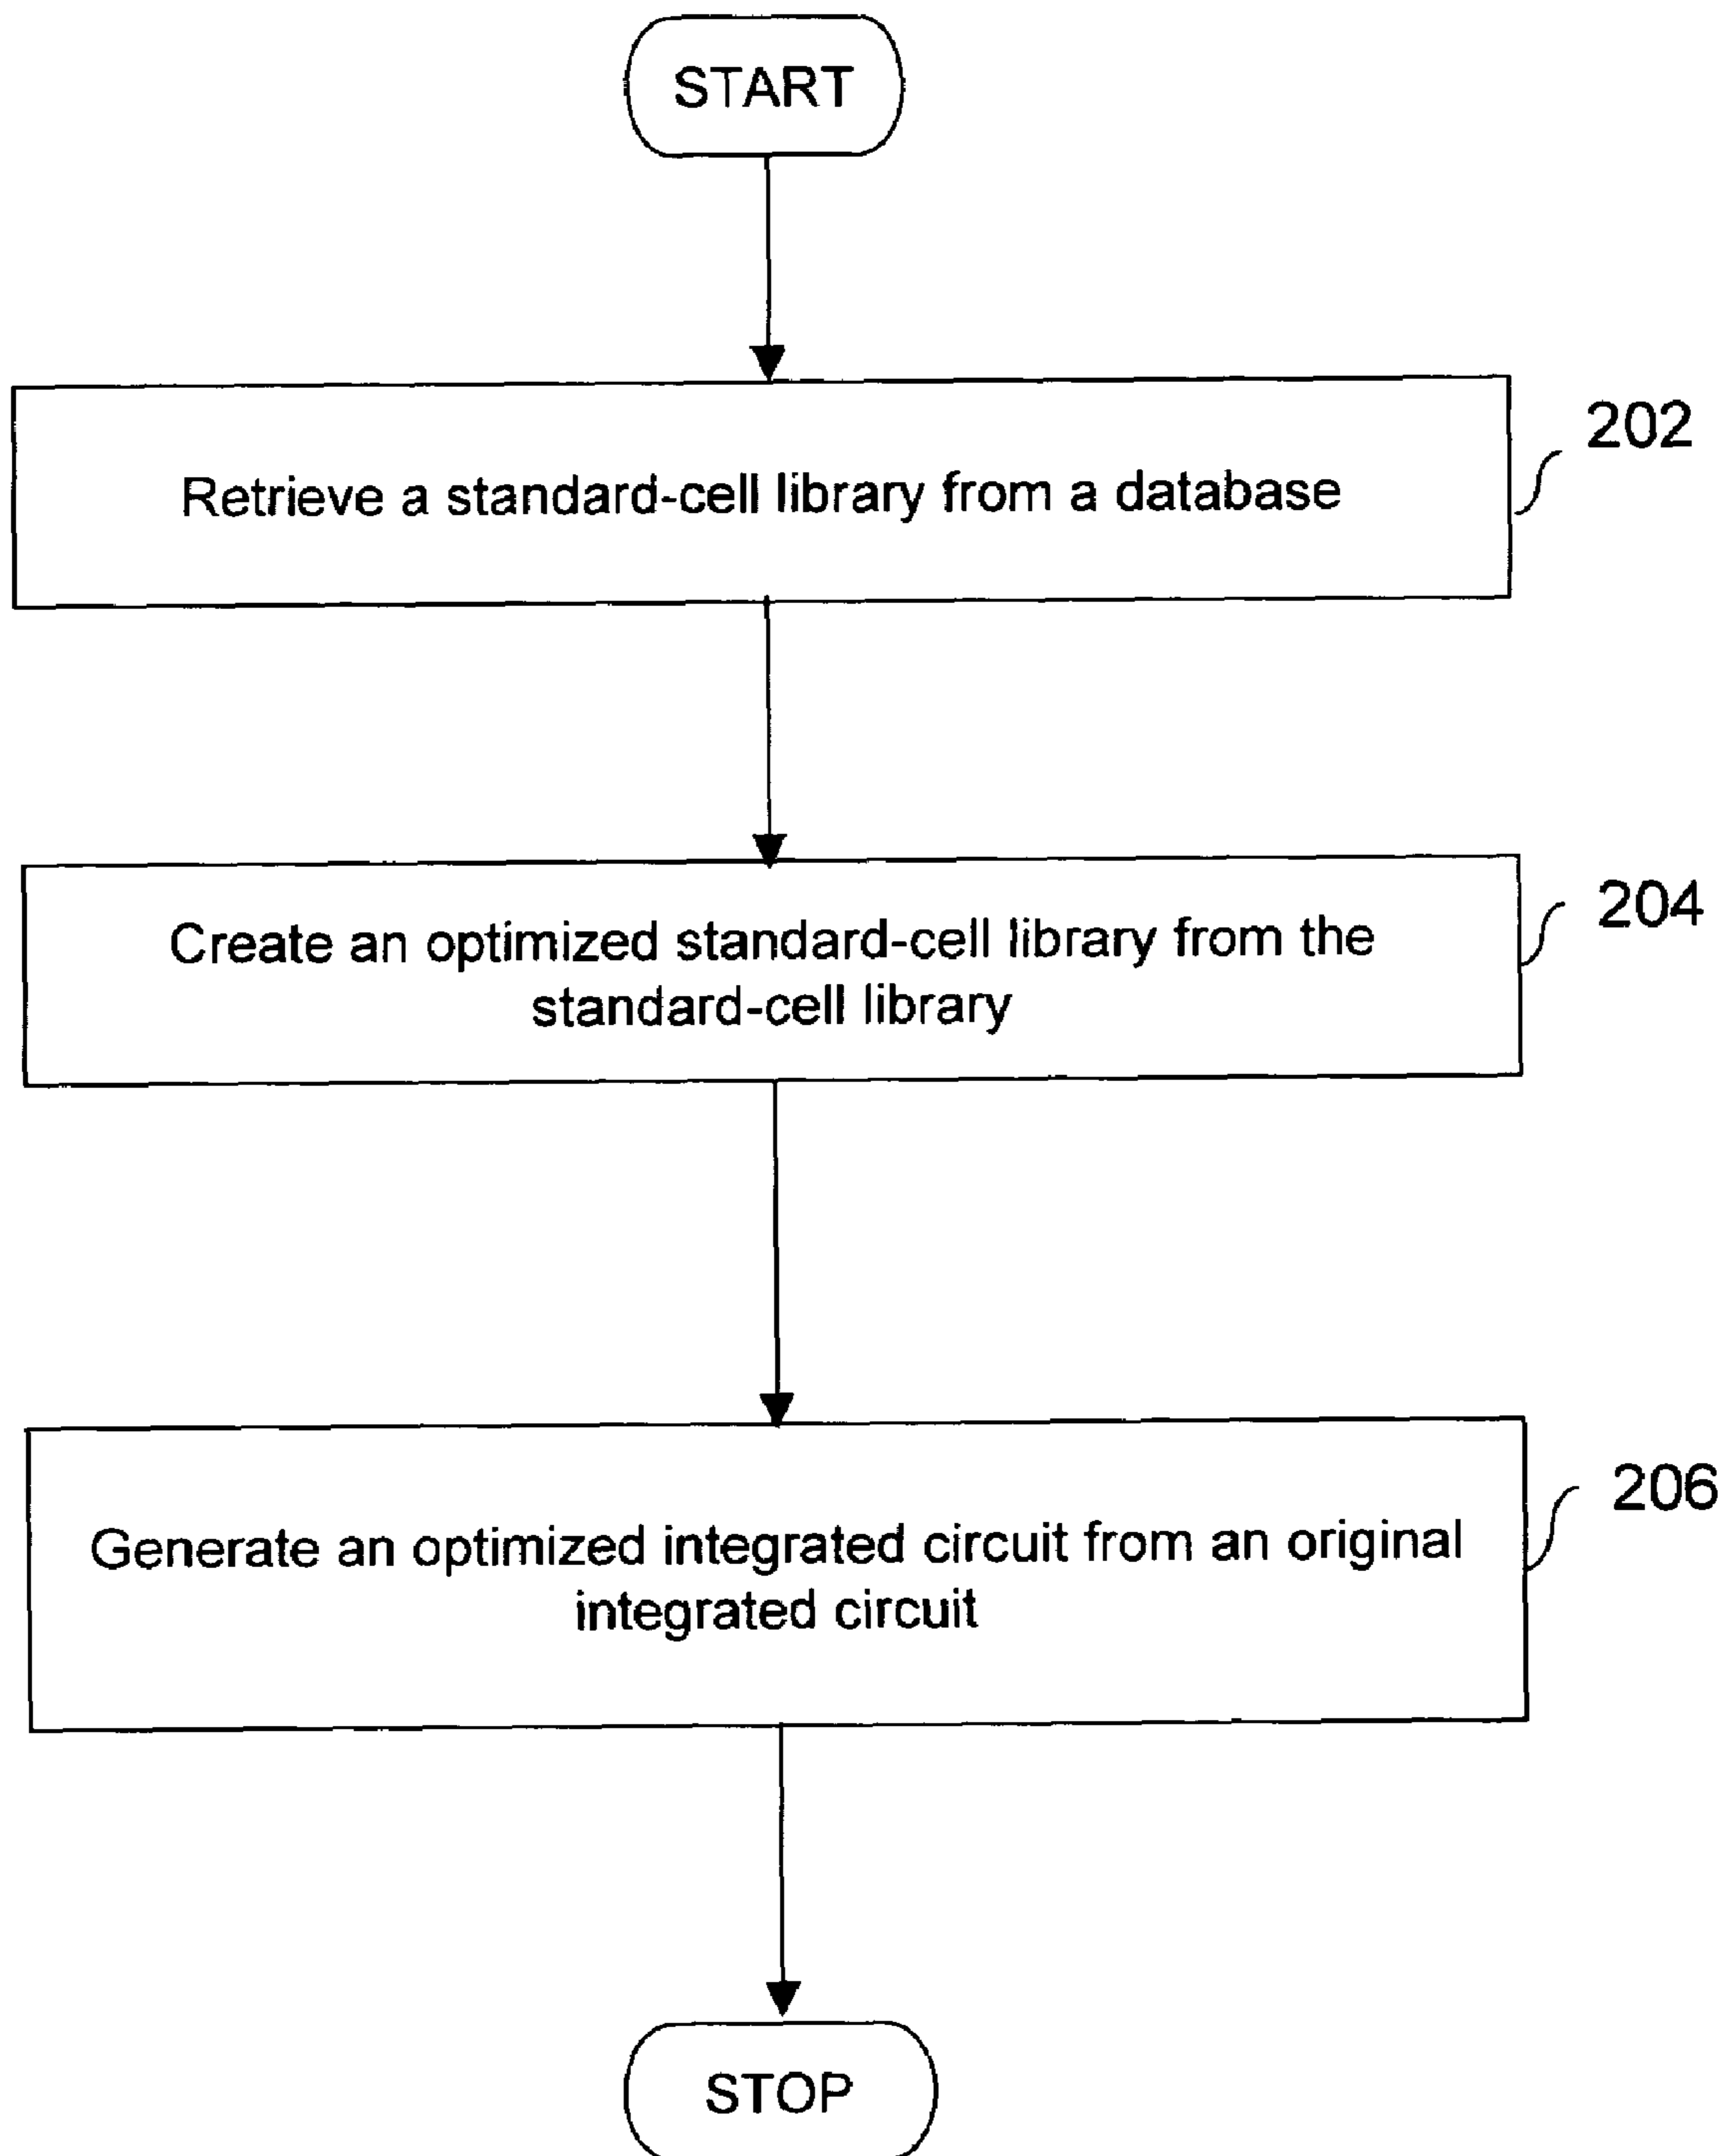 START
Retrieve a standard-cell library from a database
202
Create an optimized standard-cell library from the
standard-cell library
204
Generate an optimized integrated circuit from an original
integrated circuit
206
STOP